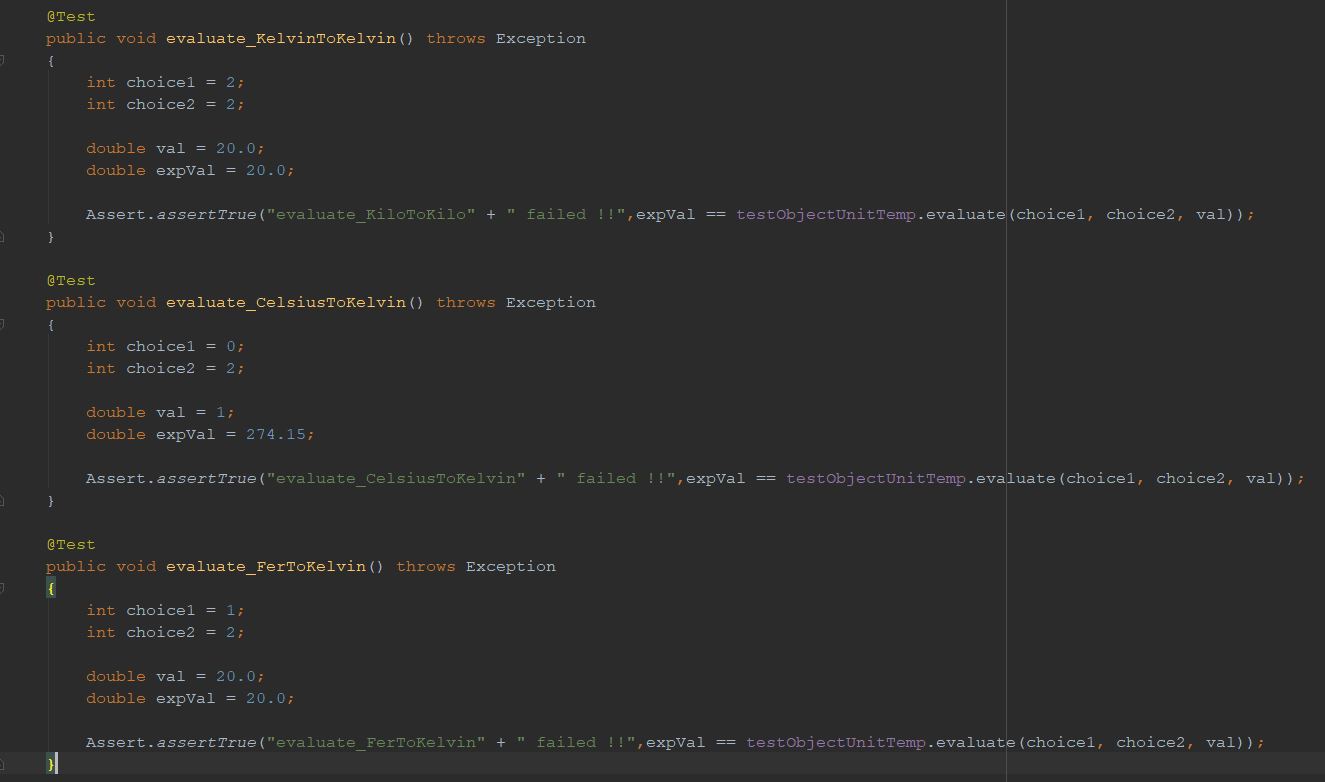 @Test
public void evaluate_KelvinToKelvin() throws Exception
{
int choice1 = 2;
int choice2 = 2;
double val = 20.0;
double expVal = 20.0;
Assert.assertTrue("evaluate_KiloToKilo" + " failed !!",expVal == testObjectUnitTemp.evaluate(choice1, choice2, val));
}
@Test
public void evaluate_CelsiusToKelvin() throws Exception
{
int choice1 = 0;
int choice2 = 2;
double val = 1;
double expVal = 274.15;
Assert.assertTrue("evaluate_CelsiusToKelvin" + " failed !!",expVal == testObjectUnitTemp.evaluate(choice1, choice2, val));
}
@Test
public void evaluate_FerToKelvin() throws Exception
{
int choice1 = 1;
int choice2 = 2;
double val = 20.0;
double expVal = 20.0;
Assert.assertTrue("evaluate_FerToKelvin" + " failed !!",expVal == testObjectUnitTemp.evaluate(choice1, choice2, val));
}